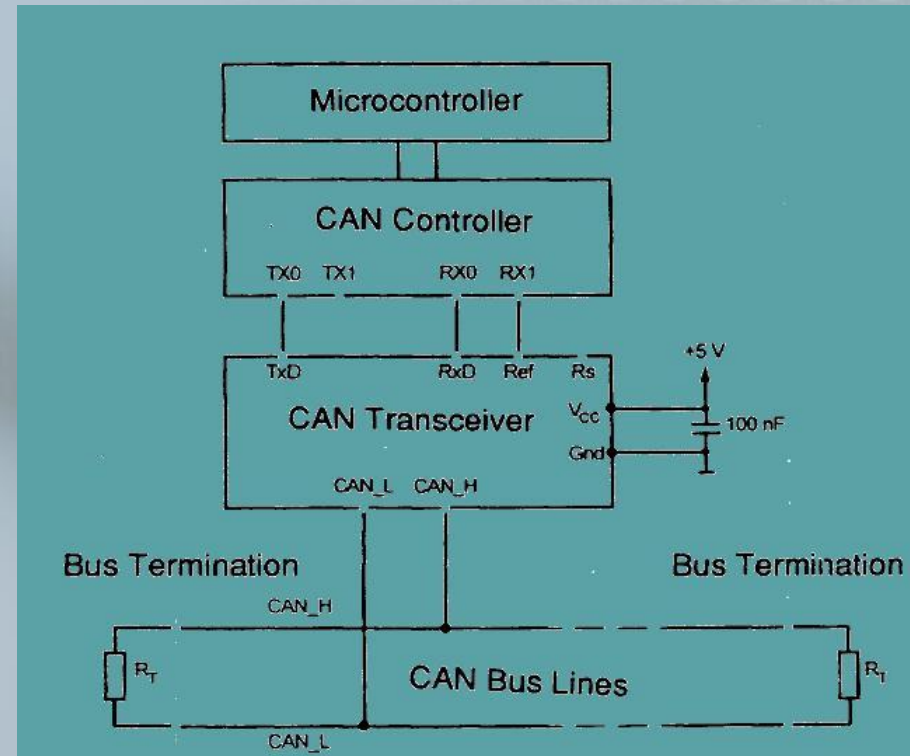 Microcontroller
CAN Controller
TX0 TX1 RX0 RX1
TxD RxD Ref Rs
+5 V
CAN Transceiver
VCC
100 nF
Gnd
CAN_L CAN_H
Bus Termination
Bus Termination
CAN_H
RT
CAN Bus Lines
RT
CAN_L